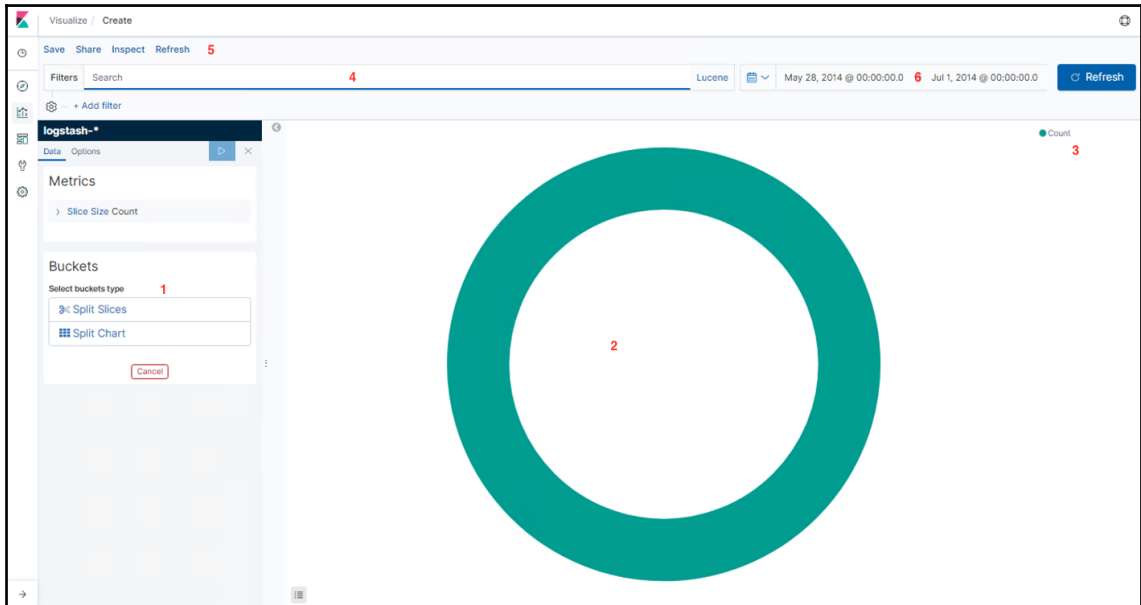 Visualize / Create
Save Share Inspect Refresh 5
Filters Search 4 Lucene May 28, 2014 @ 00:00:00.0 6 Jul 1, 2014 @ 00:00:00.0 Refresh
+ Add filter
logstash-*
Data Options
Metrics
Slice Size Count
Buckets
Select buckets type 1
Split Slices
Split Chart
Cancel
2
Count
3